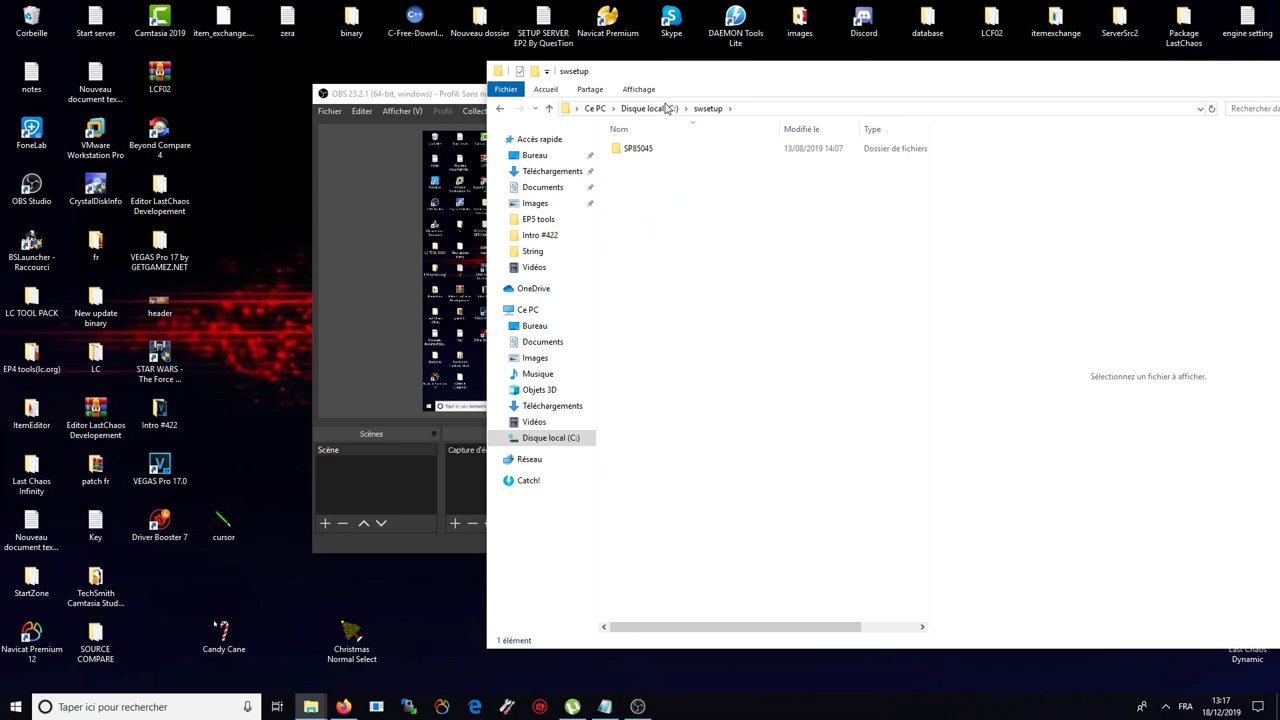 Corbeille
Start server
Camtasia 2019
item_exchange....
zera
binary
C-Free-Downl...
Nouveau dossier
SETUP SERVER
EP2 By QuesTion
Navicat Premium
Skype
DAEMON Tools
Lite
images
Discord
database
LCF02
itemexchange
ServerSrc2
Package
LastChaos
engine setting
notes
Nouveau
document tex...
LCF02
FoneLab
VMware
Workstation Pro
Beyond Compare
4
OBS Studio
CrystalDiskInfo
Editor LastChaos
Developement
BSLauncher -
Raccourci
fr
VEGAS Pro 17 by
GETGAMEZ.NET
LC TOOL PACK
New update
binary
header
EP4 tools(lc.org)
LC
STAR WARS -
The Force ...
ItemEditor
Editor LastChaos
Developement
Intro #422
Last Chaos
Infinity
patch fr
VEGAS Pro 17.0
Nouveau
document tex...
Key
Driver Booster 7
cursor
StartZone
TechSmith
Camtasia Stud...
Navicat Premium
12
SOURCE
COMPARE
Candy Cane
Christmas
Normal Select
Last Chaos
Dynamic
OBS 23.2.1 (64-bit, windows) - Profil: Sans no
Fichier
Editer
Affichage (V)
Profil
Collect
Scènes
Scène
Capture d'é
swsetup
Fichier
Accueil
Partage
Affichage
Ce PC
Disque local (C:)
swsetup
Rechercher da
Nom
Modifié le
Type
SP85045
13/08/2019 14:07
Dossier de fichiers
Accès rapide
Bureau
Téléchargements
Documents
Images
EP5 tools
Intro #422
String
Vidéos
OneDrive
Ce PC
Bureau
Documents
Images
Musique
Objets 3D
Téléchargements
Vidéos
Disque local (C:)
Réseau
Catch!
Sélectionnez un fichier à afficher.
1 élément
Taper ici pour rechercher
FRA
13:17
18/12/2019